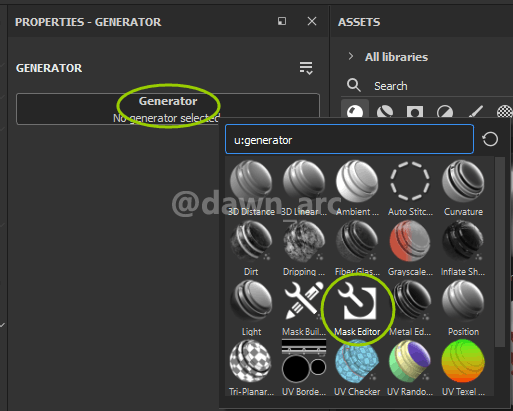 PROPERTIES - GENERATOR
ASSETS
GENERATOR
All libraries
Search
Generator
No generator selected
u:generator
@dawn_arc
3D Distance
3D Linear ...
Ambient ...
Auto Stitc...
Curvature
Dirt
Dripping ...
Fiber Glas...
Grayscale...
Inflate Sh...
Light
Mask Buil...
Mask Editor
Metal Ed...
Position
Tri-Planar...
UV Borde...
UV Checker
UV Rando...
UV Texel ...